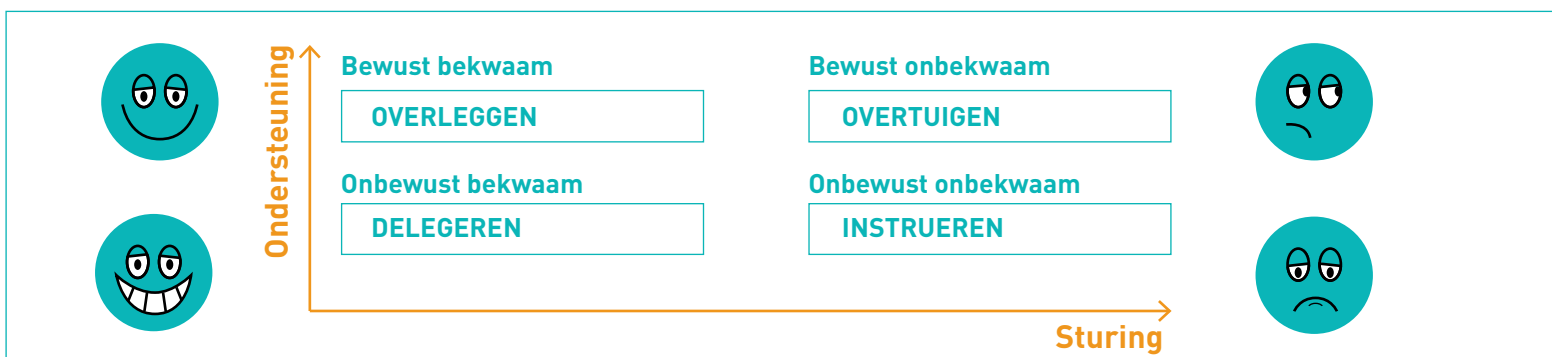 Ondersteuning
Bewust bekwaam
OVERLEGGEN
Bewust onbekwaam
OVERTUIGEN
Onbewust bekwaam
DELEGEREN
Onbewust onbekwaam
INSTRUEREN
Sturing